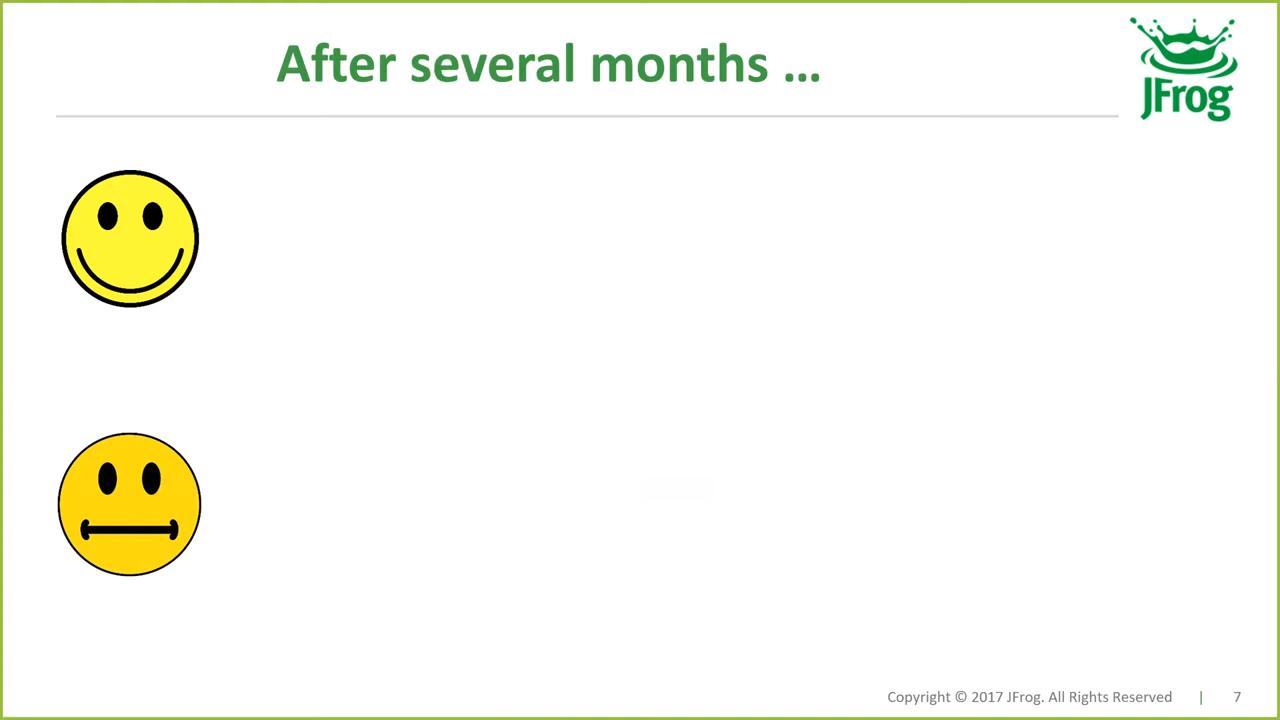 After several months ...
JFrog
Copyright © 2017 JFrog. All Rights Reserved | 7